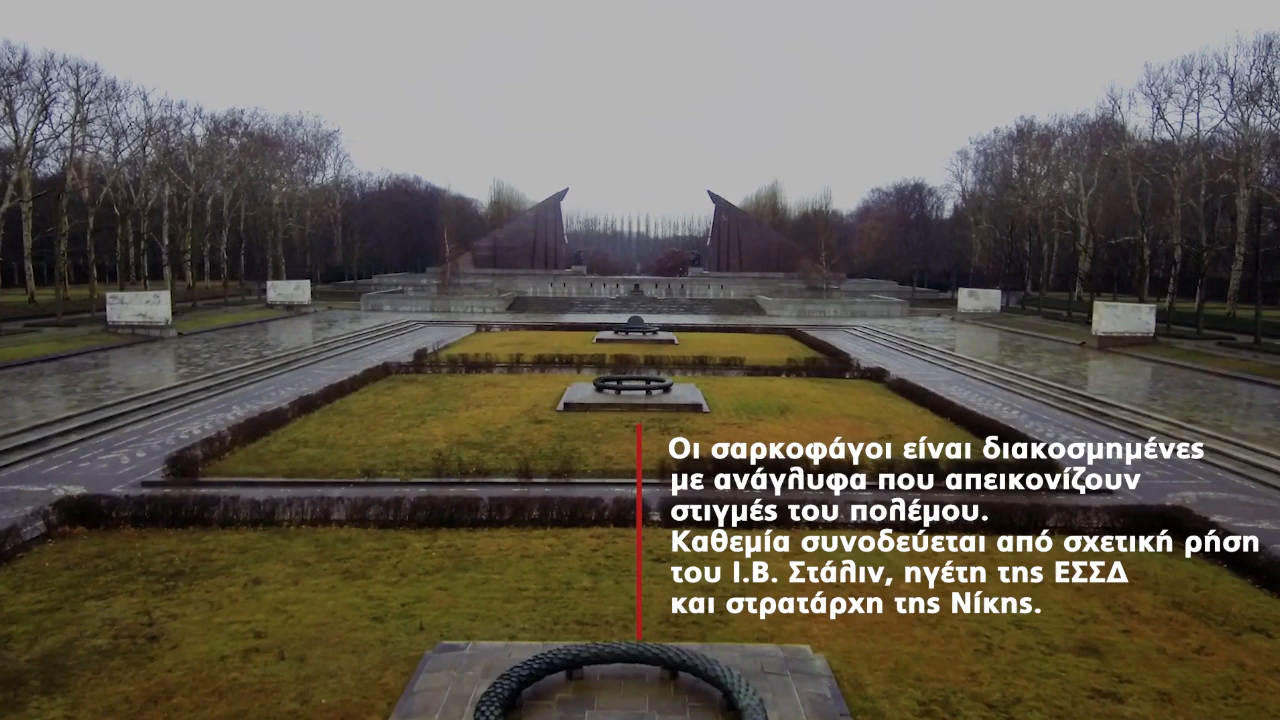 Οι σαρκοφάγοι είναι διακοσμημένες
με ανάγλυφα που απεικονίζουν
στιγμές του πολέμου.
Καθεμία συνοδεύεται από σχετική ρήση
του Ι.Β. Στάλιν, ηγέτη της ΕΣΣΔ
και στρατάρχη της Νίκης.